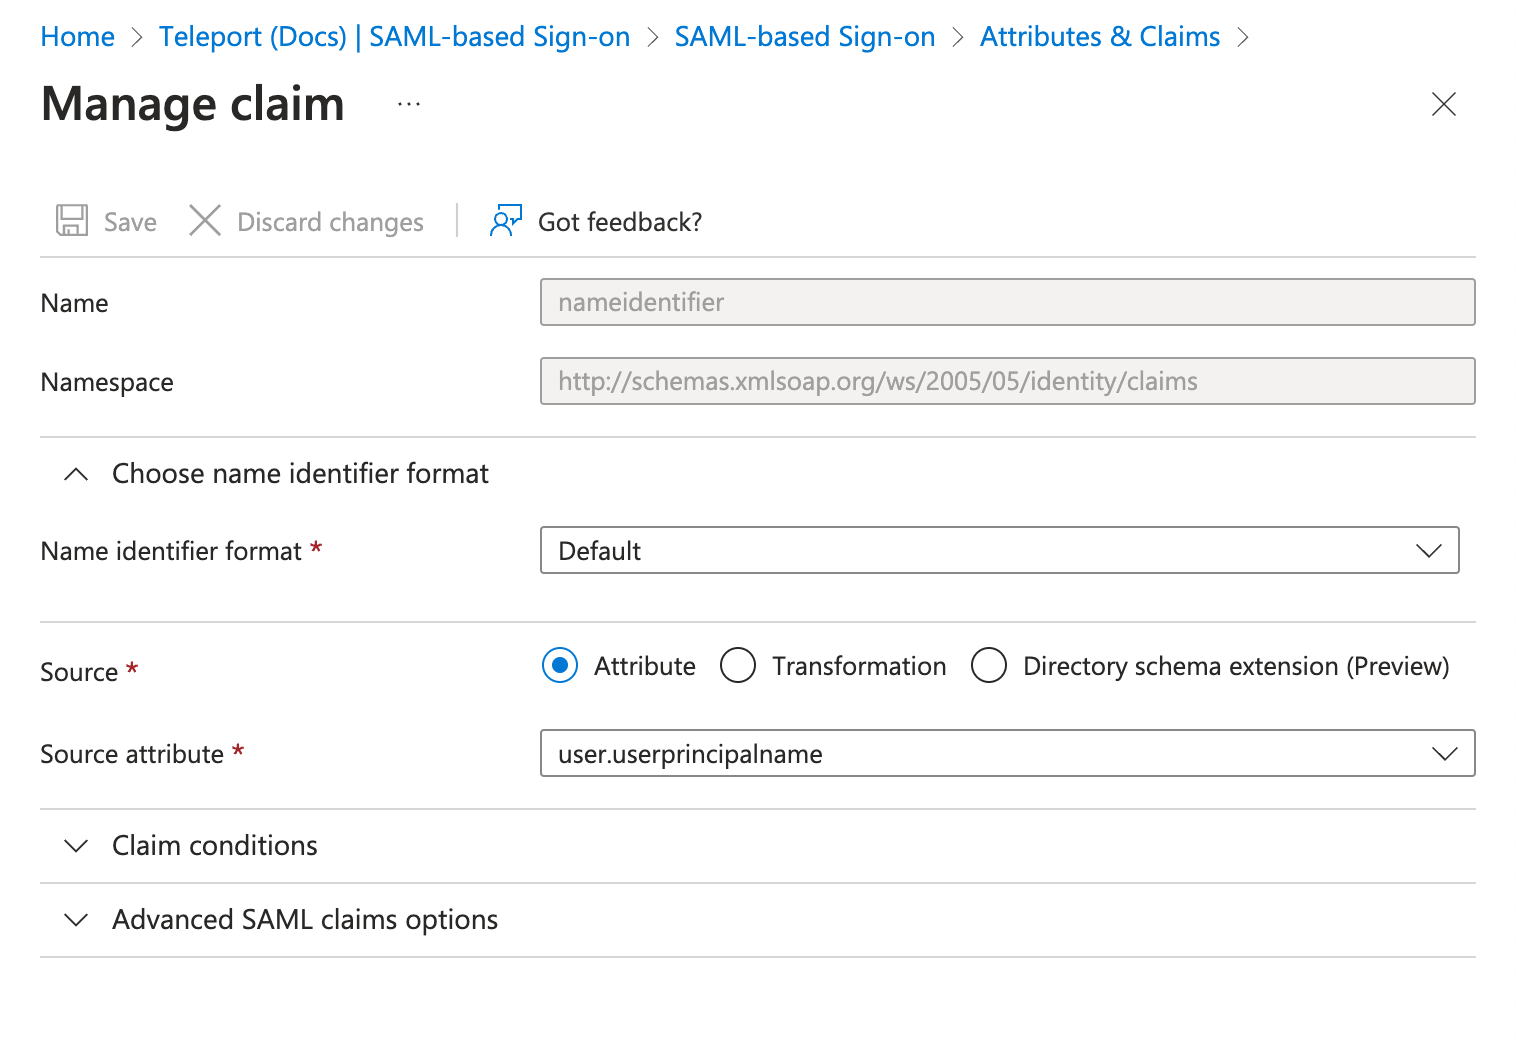 Home > Teleport (Docs) | SAML-based Sign-on > SAML-based Sign-on > Attributes & Claims >
Manage claim ...
Save Discard changes | Got feedback?
Name nameidentifier
Namespace http://schemas.xmlsoap.org/ws/2005/05/identity/claims
Choose name identifier format
Name identifier format * Default
Source * Attribute Transformation Directory schema extension (Preview)
Source attribute * user.userprincipalname
Claim conditions
Advanced SAML claims options